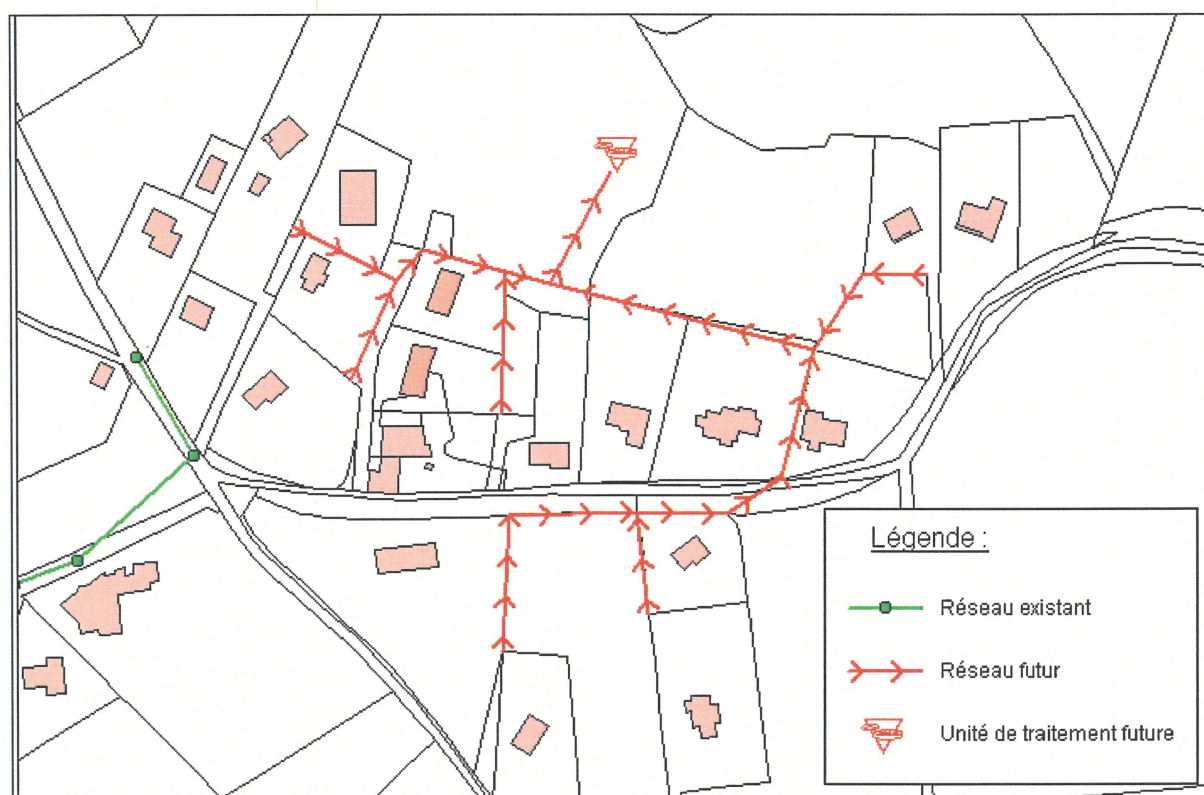 Légende :
Réseau existant
Réseau futur
Unité de traitement future